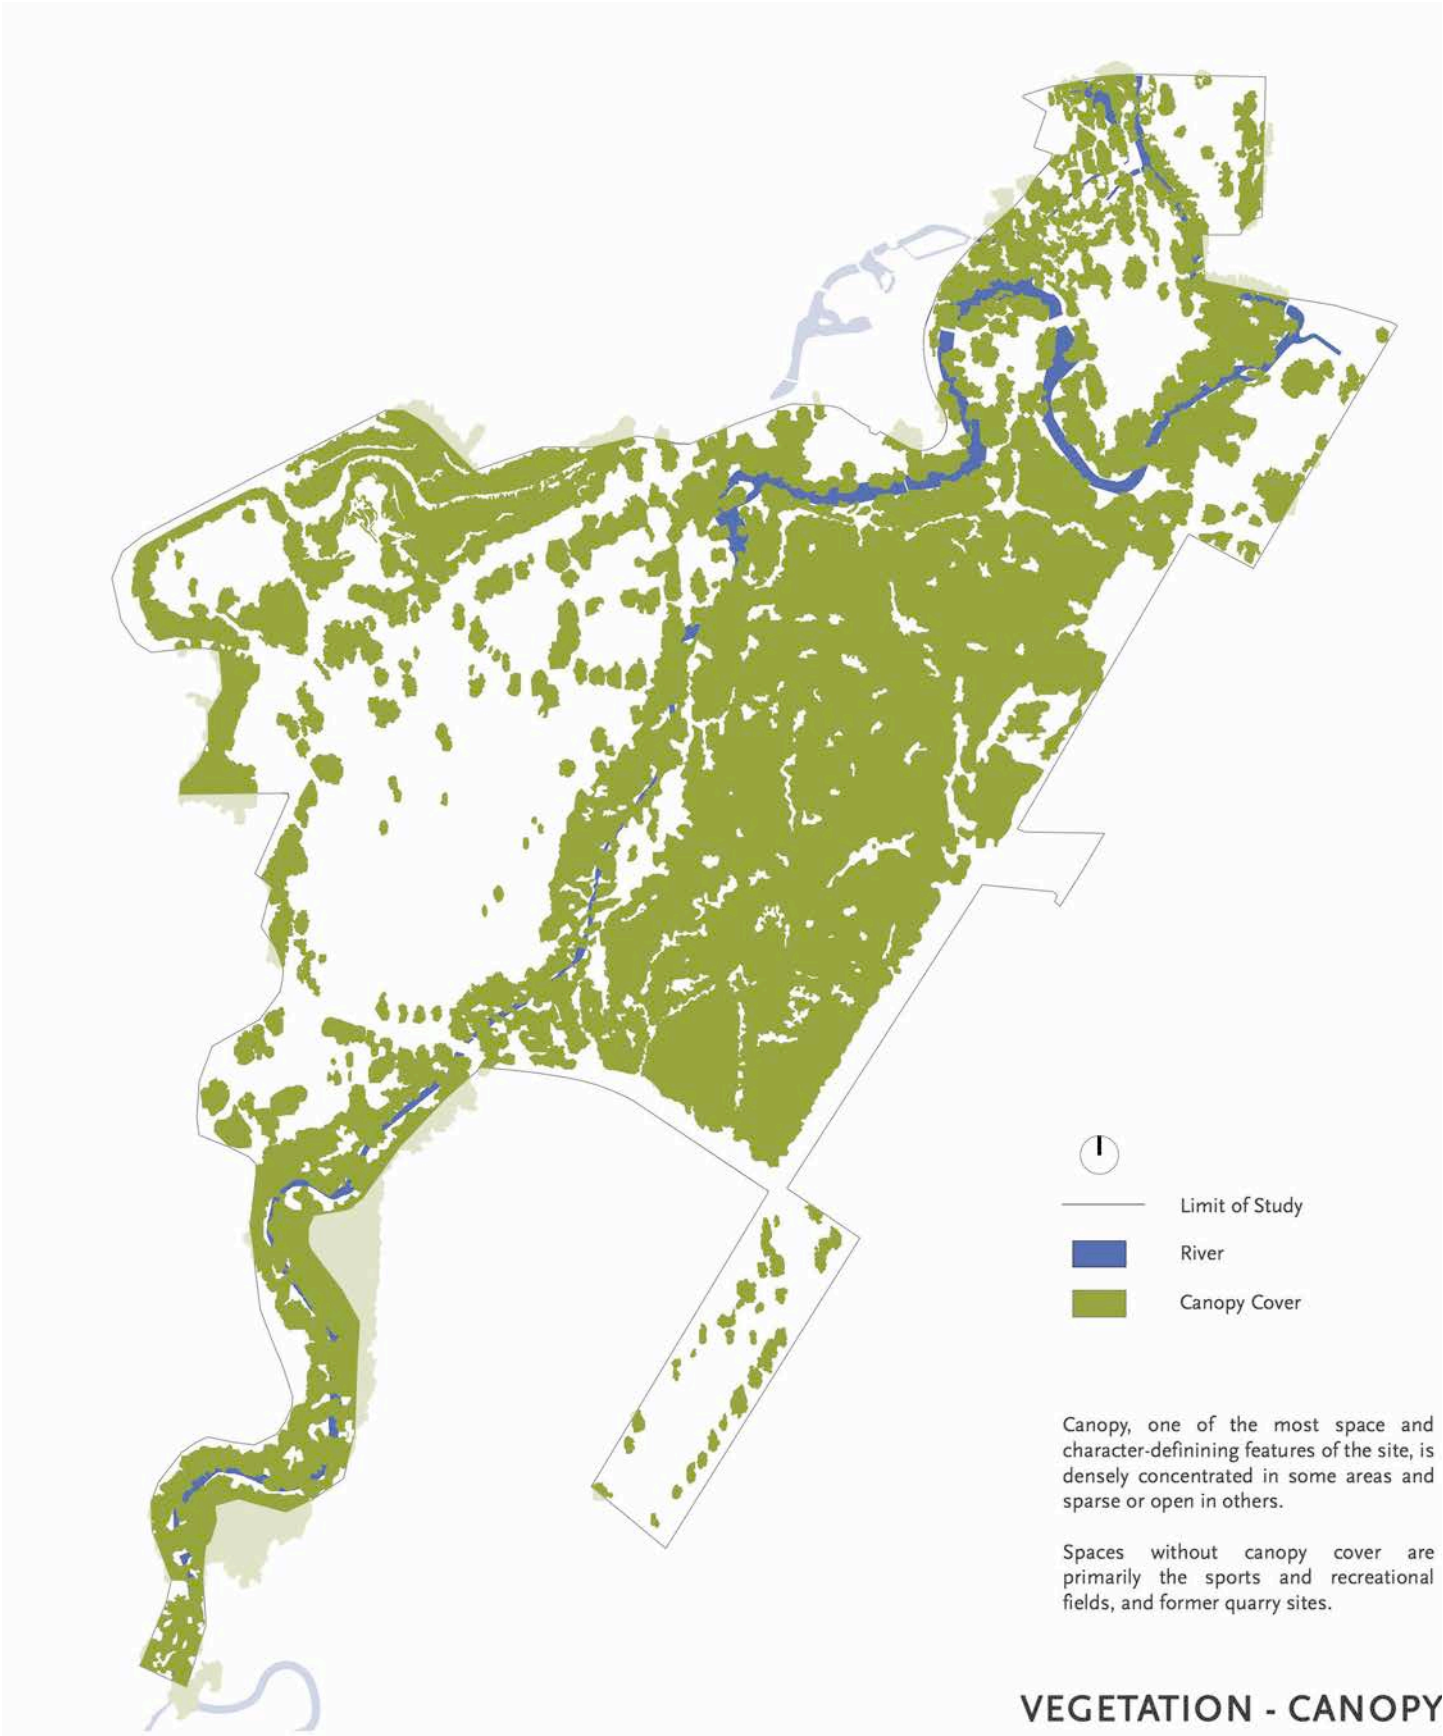 Limit of Study
River
Canopy Cover
Canopy, one of the most space and
character-definining features of the site, is
densely concentrated in some areas and
sparse or open in others.
Spaces without canopy cover are
primarily the sports and recreational
fields, and former quarry sites.
VEGETATION - CANOPY